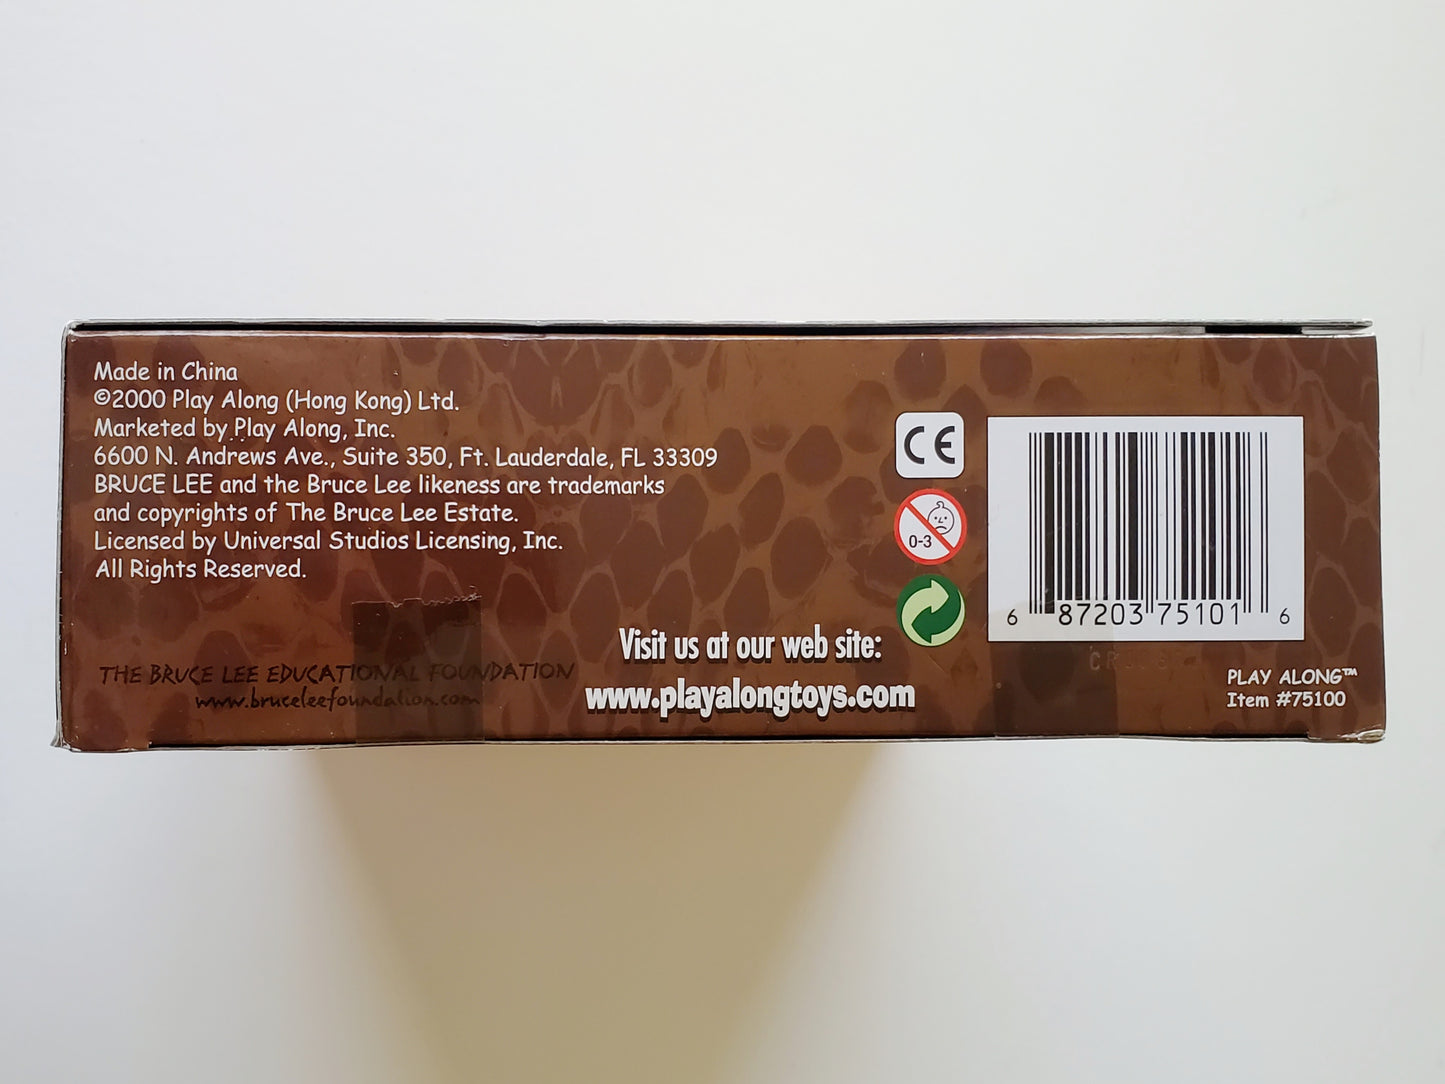 Made in China
©2000 Play Along (Hong Kong) Ltd.
Marketed by Play Along, Inc.
6600 N. Andrews Ave., Suite 350, Ft. Lauderdale, FL 33309
BRUCE LEE and the Bruce Lee likeness are trademarks
and copyrights of The Bruce Lee Estate.
Licensed by Universal Studios Licensing, Inc.
All Rights Reserved.
THE BRUCE LEE EDUCATIONAL FOUNDATION
www.bruceleefoundation.com
Visit us at our web site:
www.playalongtoys.com
CE
0-3
6 87203 75101 6
PLAY ALONG™
Item #75100